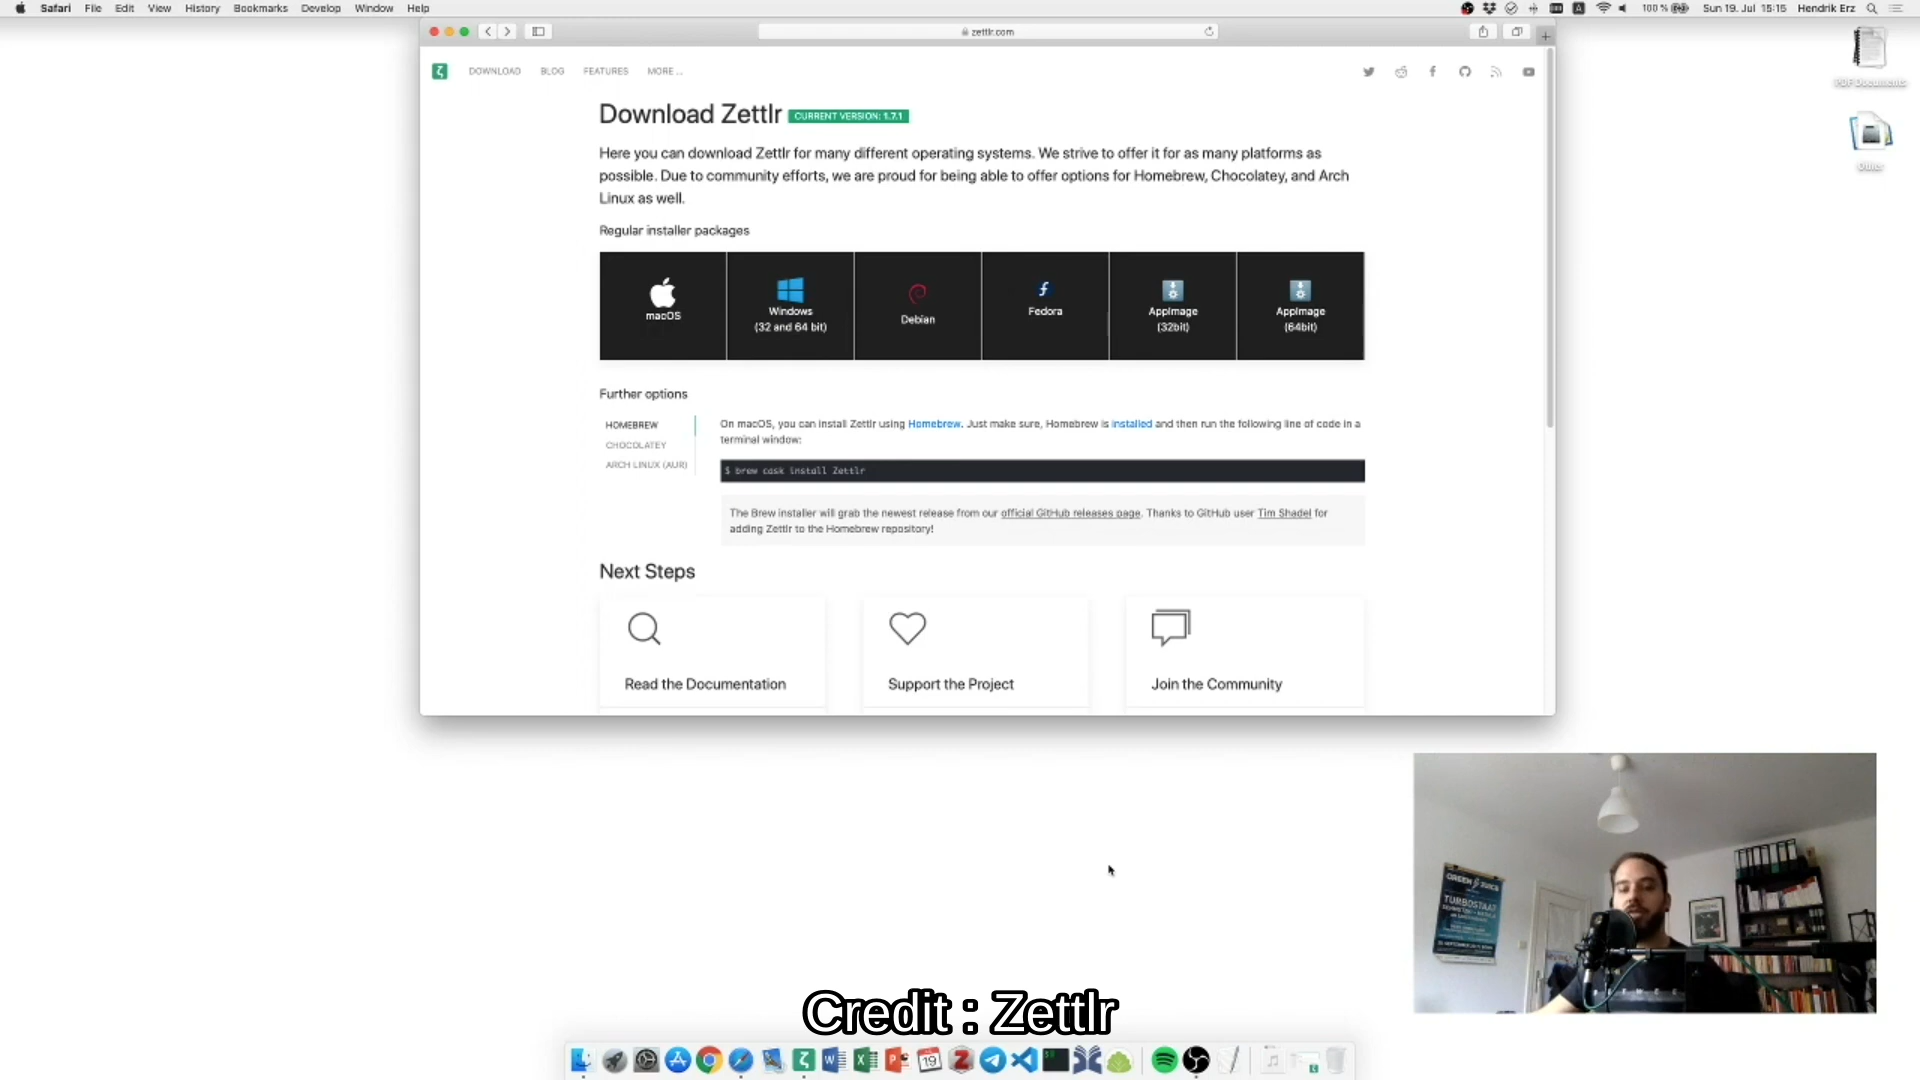 Safari File Edit View History Bookmarks Develop Window Help
100 % Sun 19. Jul 15:15 Hendrik Erz
zettlr.com
PDF Documents
Other
DOWNLOAD BLOG FEATURES MORE ...
Download Zettlr CURRENT VERSION: 1.7.1
Here you can download Zettlr for many different operating systems. We strive to offer it for as many platforms as
possible. Due to community efforts, we are proud for being able to offer options for Homebrew, Chocolatey, and Arch
Linux as well.
Regular installer packages
macOS
Windows
(32 and 64 bit)
Debian
Fedora
AppImage
(32bit)
AppImage
(64bit)
Further options
HOMEBREW
CHOCOLATEY
ARCH LINUX (AUR)
On macOS, you can install Zettlr using Homebrew. Just make sure, Homebrew is installed and then run the following line of code in a
terminal window:
$ brew cask install Zettlr
The Brew installer will grab the newest release from our official GitHub releases page. Thanks to GitHub user Tim Shadel for
adding Zettlr to the Homebrew repository!
Next Steps
Read the Documentation
Support the Project
Join the Community
TURBOSTAAT
Credit : Zettlr
19